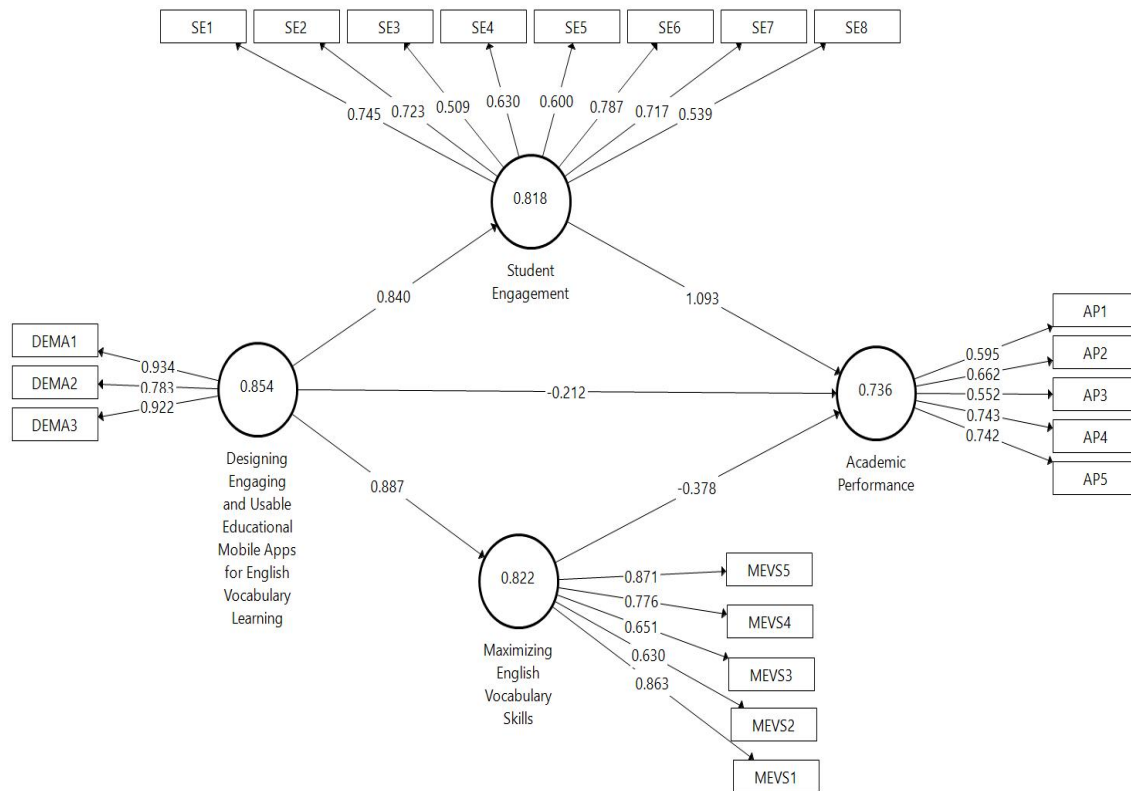 SE1 SE2 SE3 SE4 SE5 SE6 SE7 SE8
0.745 0.723 0.509 0.630 0.600 0.787 0.717 0.539
0.818
Student
Engagement
0.840
1.093
DEMA1
DEMA2
DEMA3
0.934
0.783
0.922
0.854
Designing
Engaging
and Usable
Educational
Mobile Apps
for English
Vocabulary
Learning
-0.212
0.736
Academic
Performance
0.595
0.662
0.552
0.743
0.742
AP1
AP2
AP3
AP4
AP5
0.887
-0.378
0.822
Maximizing
English
Vocabulary
Skills
0.871
0.776
0.651
0.630
0.863
MEVS5
MEVS4
MEVS3
MEVS2
MEVS1